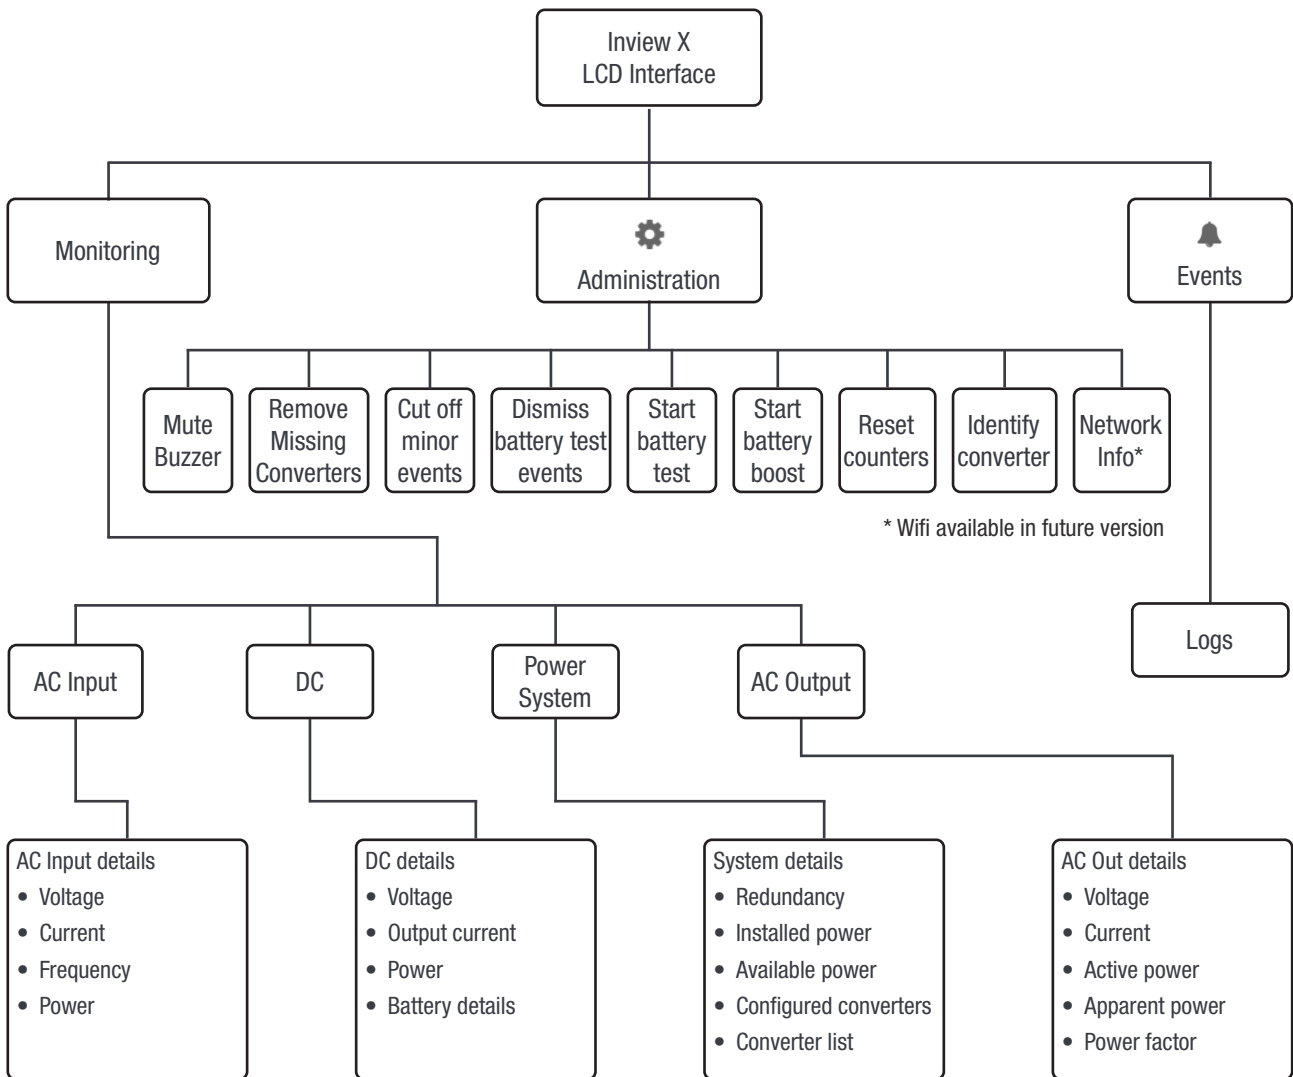 Inview X
LCD Interface
Monitoring
Administration
Events
Mute
Buzzer
Remove
Missing
Converters
Cut off
minor
events
Dismiss
battery test
events
Start
battery
test
Start
battery
boost
Reset
counters
Identify
converter
Network
Info*
* Wifi available in future version
Logs
AC Input
DC
Power
System
AC Output
AC Input details
• Voltage
• Current
• Frequency
• Power
DC details
• Voltage
• Output current
• Power
• Battery details
System details
• Redundancy
• Installed power
• Available power
• Configured converters
• Converter list
AC Out details
• Voltage
• Current
• Active power
• Apparent power
• Power factor